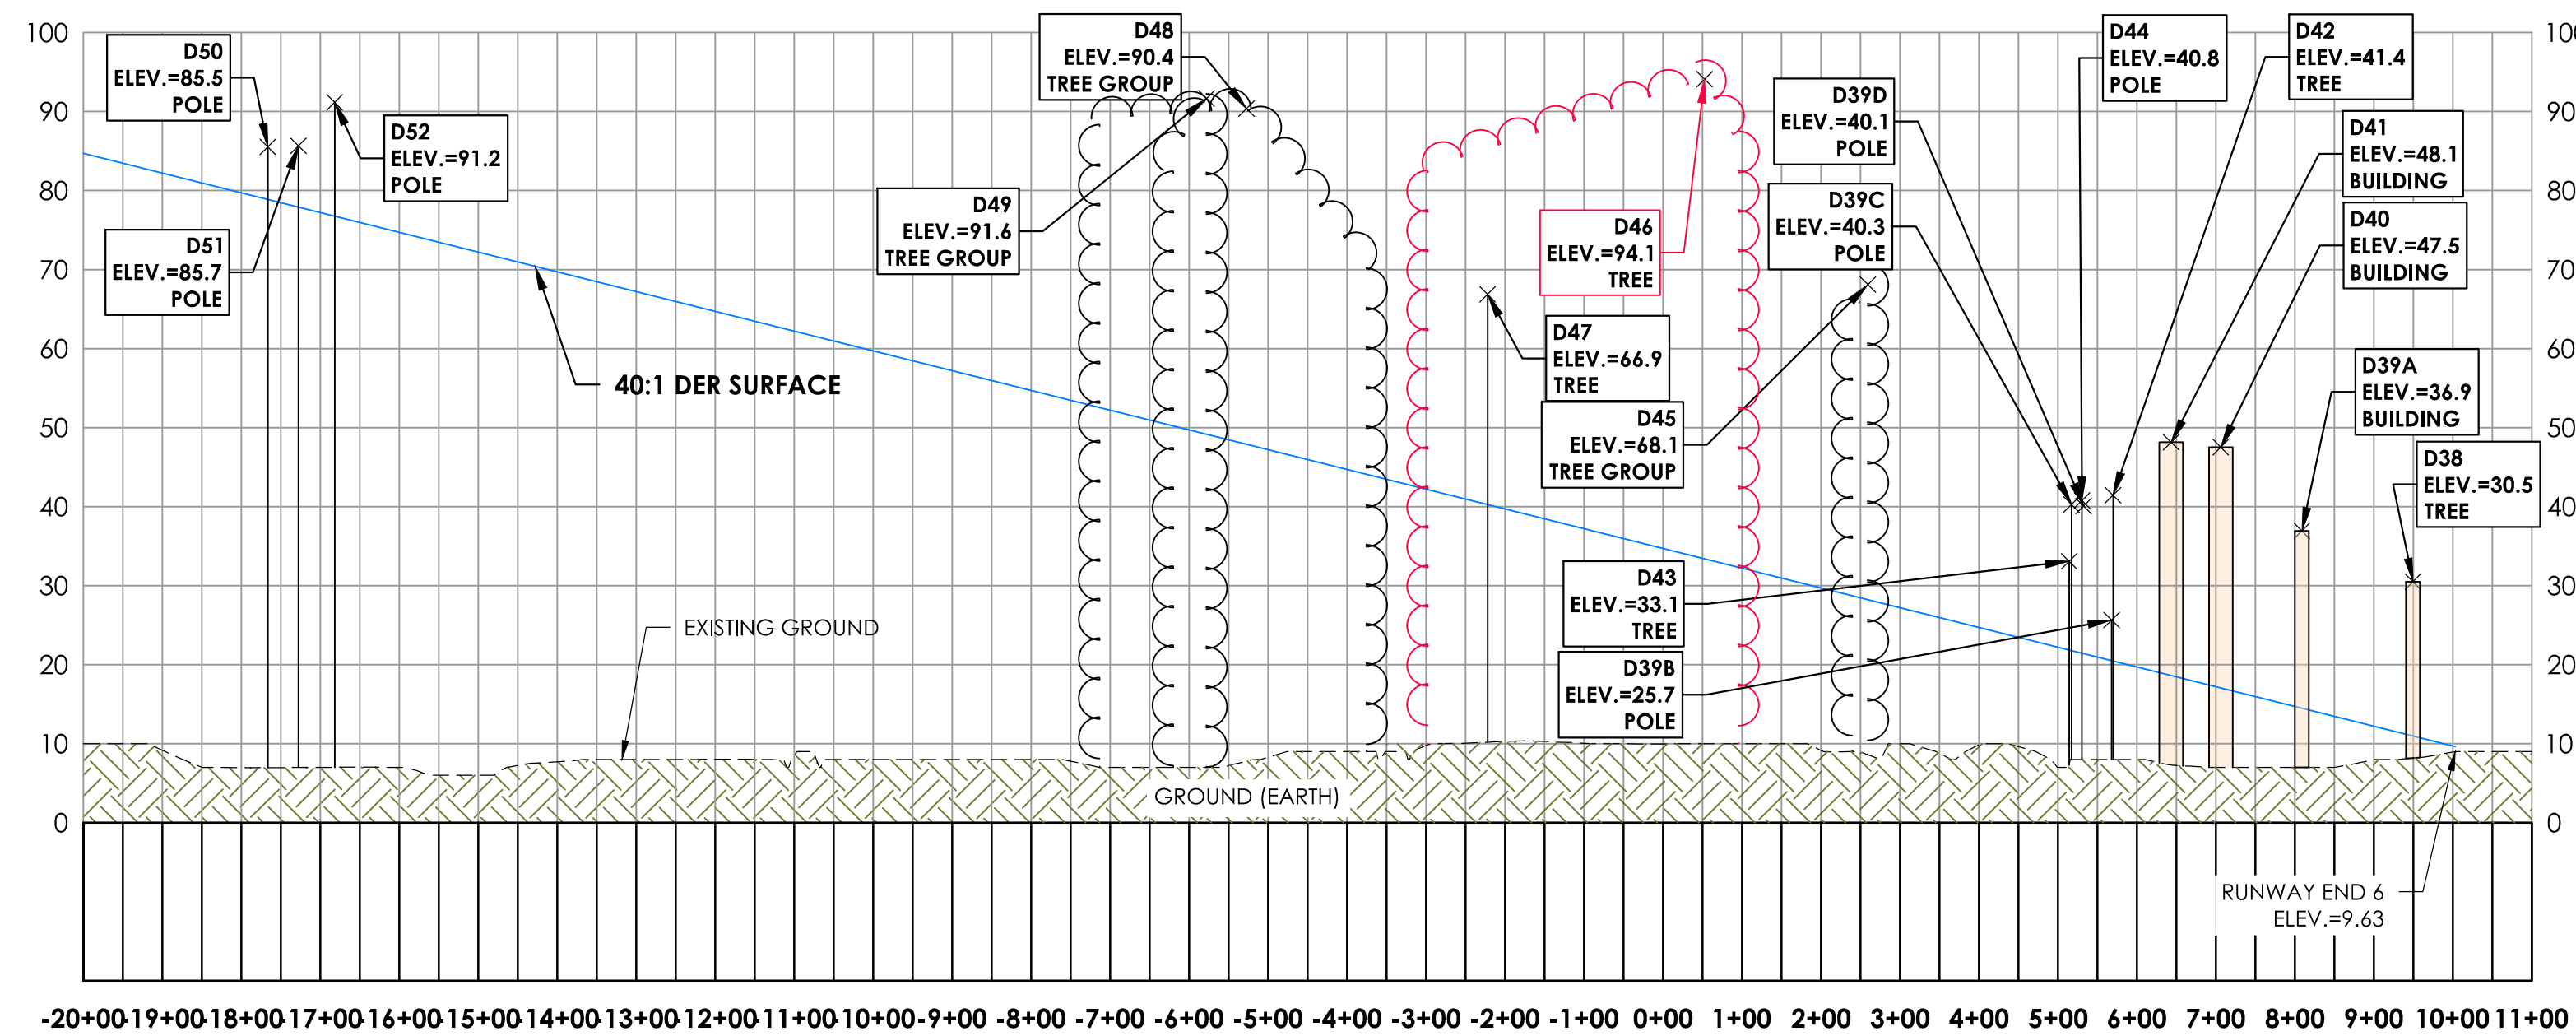 100
90
80
70
60
50
40
30
20
10
0
D50
ELEV.=85.5
POLE
D51
ELEV.=85.7
POLE
D52
ELEV.=91.2
POLE
40:1 DER SURFACE
EXISTING GROUND
D48
ELEV.=90.4
TREE GROUP
D49
ELEV.=91.6
TREE GROUP
GROUND (EARTH)
D46
ELEV.=94.1
TREE
D47
ELEV.=66.9
TREE
D45
ELEV.=68.1
TREE GROUP
D43
ELEV.=33.1
TREE
D39B
ELEV.=25.7
POLE
D39D
ELEV.=40.1
POLE
D39C
ELEV.=40.3
POLE
D44
ELEV.=40.8
POLE
D42
ELEV.=41.4
TREE
D41
ELEV.=48.1
BUILDING
D40
ELEV.=47.5
BUILDING
D39A
ELEV.=36.9
BUILDING
D38
ELEV.=30.5
TREE
RUNWAY END 6
ELEV.=9.63
100
90
80
70
60
50
40
30
20
10
0
-20+00 -19+00 -18+00 -17+00 -16+00 -15+00 -14+00 -13+00 -12+00 -11+00 -10+00 -9+00 -8+00 -7+00 -6+00 -5+00 -4+00 -3+00 -2+00 -1+00 0+00 1+00 2+00 3+00 4+00 5+00 6+00 7+00 8+00 9+00 10+00 11+00